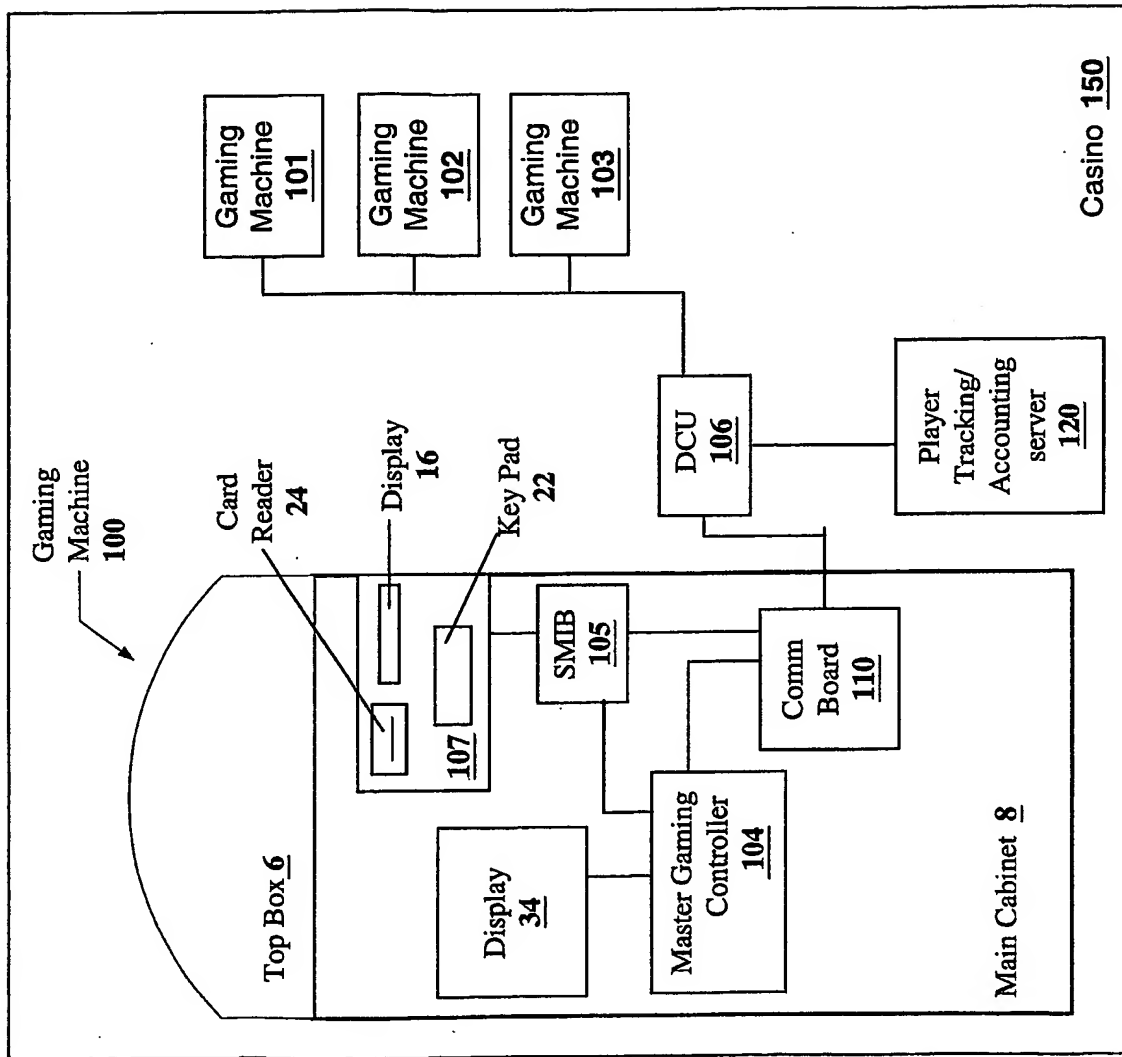 Gaming
Machine
100
Top Box 6
Card
Reader
24
Display
16
Key Pad
22
107
Display
34
SMIB
105
Master Gaming
Controller
104
Comm
Board
110
Main Cabinet 8
Gaming
Machine
101
Gaming
Machine
102
Gaming
Machine
103
DCU
106
Player
Tracking/
Accounting
server
120
Casino 150